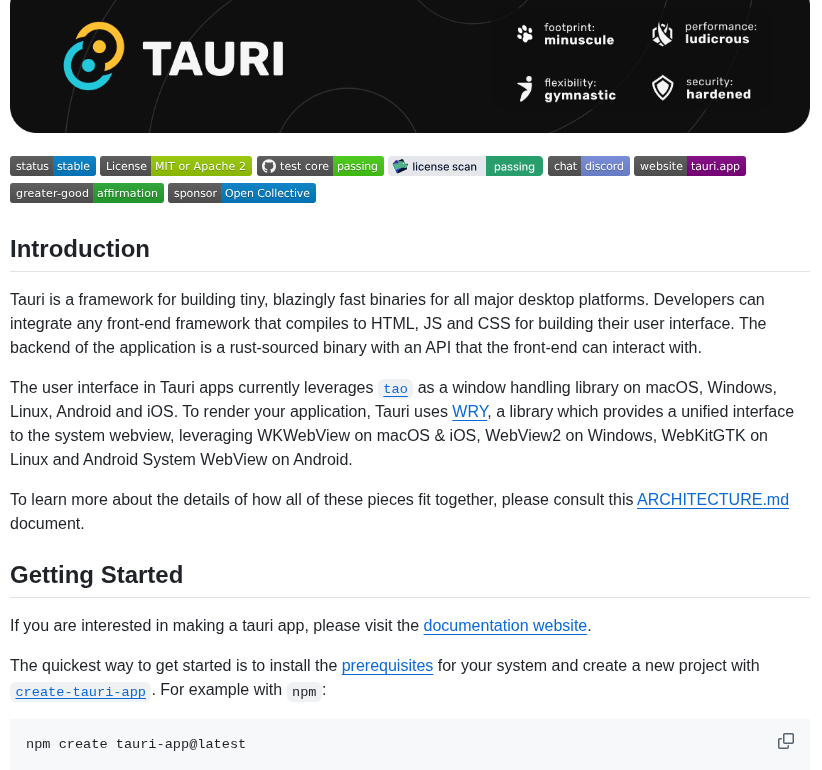 TAURI
footprint: minuscule
performance: ludicrous
flexibility: gymnastic
security: hardened
status stable License MIT or Apache 2 test core passing license scan passing chat discord website tauri.app
greater-good affirmation sponsor Open Collective
Introduction
Tauri is a framework for building tiny, blazingly fast binaries for all major desktop platforms. Developers can
integrate any front-end framework that compiles to HTML, JS and CSS for building their user interface. The
backend of the application is a rust-sourced binary with an API that the front-end can interact with.
The user interface in Tauri apps currently leverages tao as a window handling library on macOS, Windows,
Linux, Android and iOS. To render your application, Tauri uses WRY, a library which provides a unified interface
to the system webview, leveraging WKWebView on macOS & iOS, WebView2 on Windows, WebKitGTK on
Linux and Android System WebView on Android.
To learn more about the details of how all of these pieces fit together, please consult this ARCHITECTURE.md
document.
Getting Started
If you are interested in making a tauri app, please visit the documentation website.
The quickest way to get started is to install the prerequisites for your system and create a new project with
create-tauri-app. For example with npm:
npm create tauri-app@latest